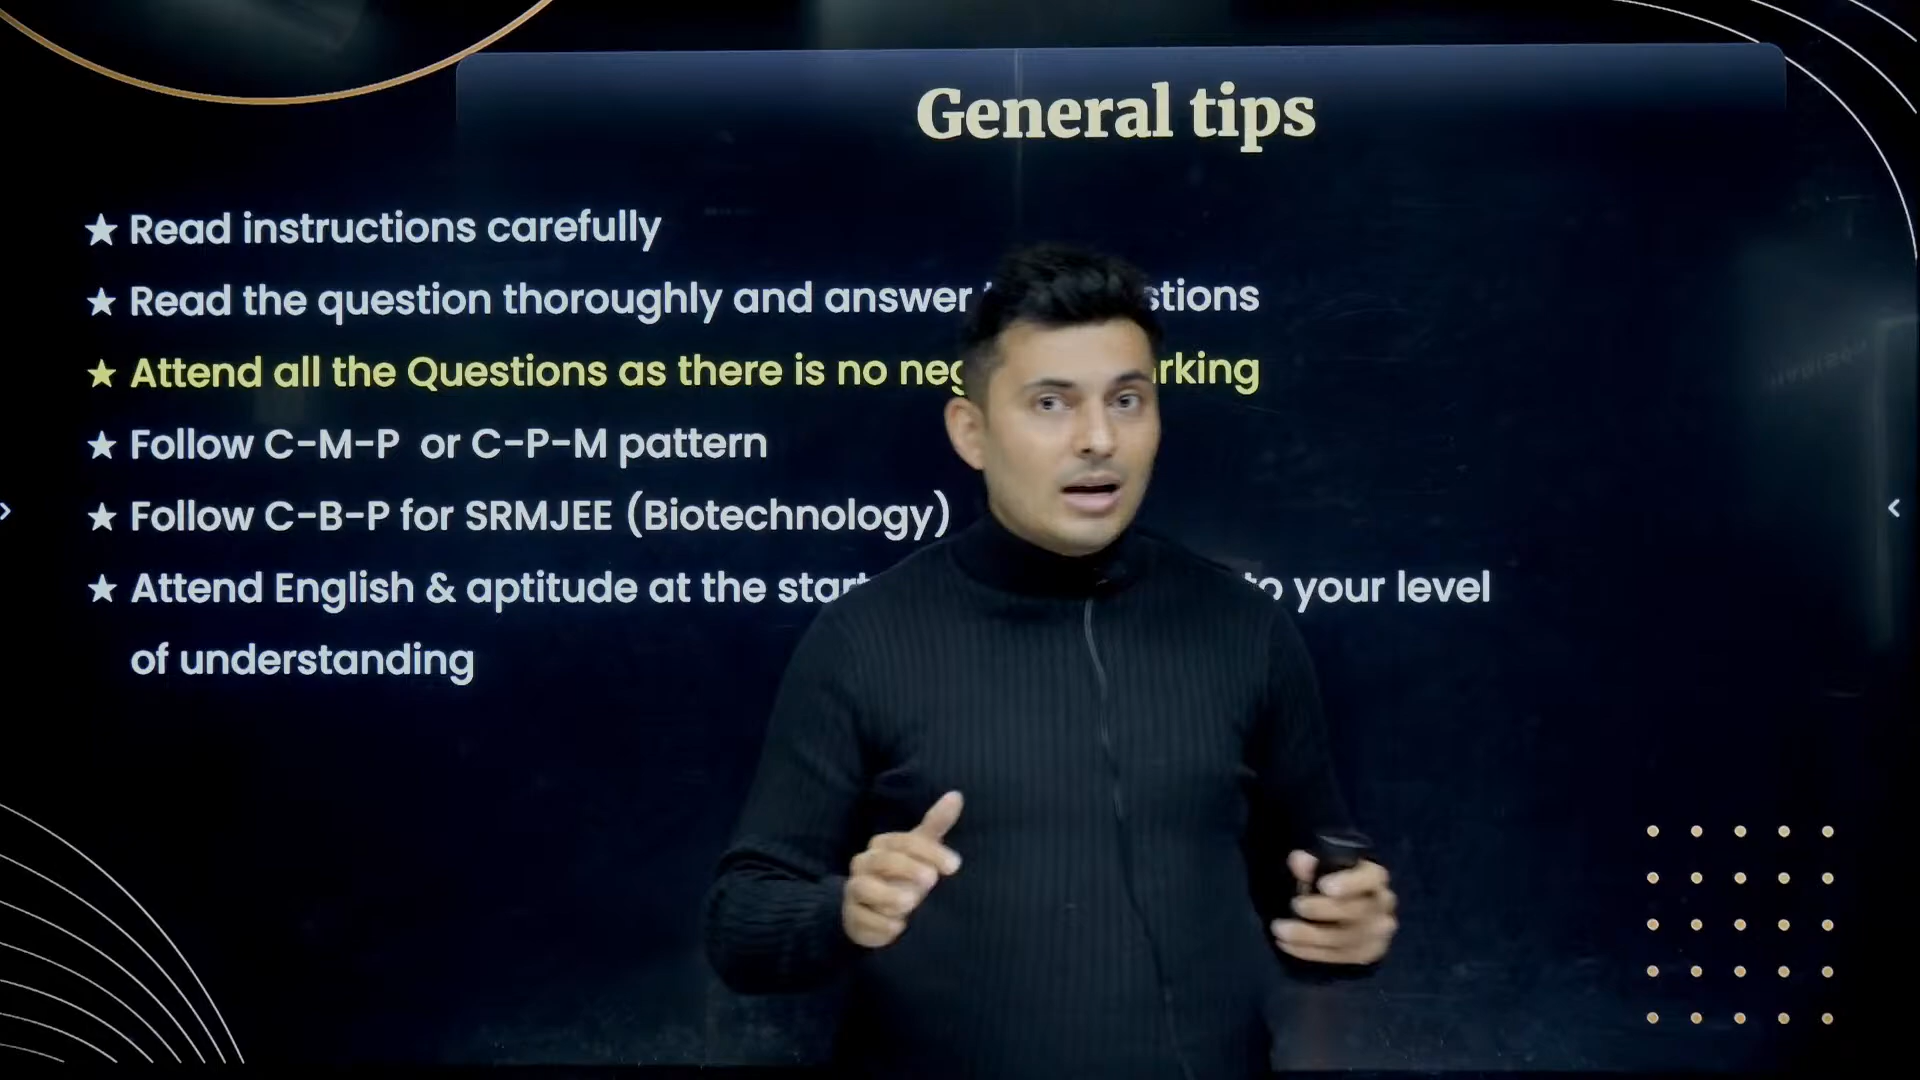 General tips
★ Read instructions carefully
★ Read the question thoroughly and answer stions
★ Attend all the Questions as there is no neg rking
★ Follow C-M-P or C-P-M pattern
★ Follow C-B-P for SRMJEE (Biotechnology)
★ Attend English & aptitude at the star to your level
of understanding